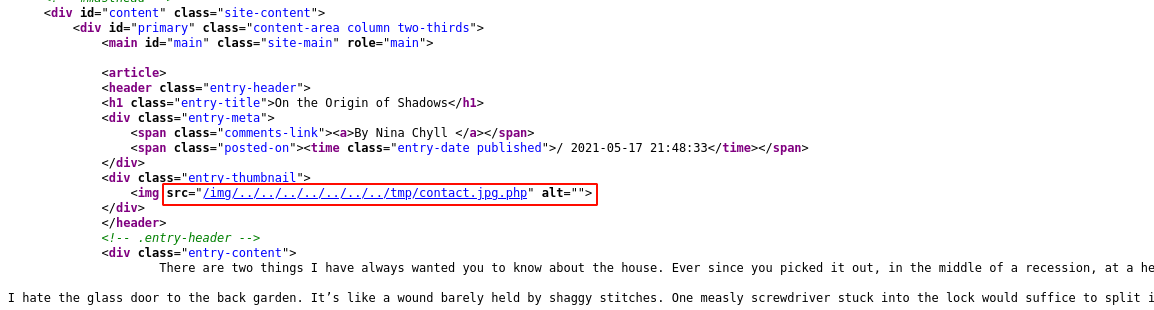 <div id="content" class="site-content">
<div id="primary" class="content-area column two-thirds">
<main id="main" class="site-main" role="main">
<article>
<header class="entry-header">
<h1 class="entry-title">On the Origin of Shadows</h1>
<div class="entry-meta">
<span class="comments-link"><a>By Nina Chyll </a></span>
<span class="posted-on"><time class="entry-date published">/ 2021-05-17 21:48:33</time></span>
</div>
<div class="entry-thumbnail">
<img src="/img/../../../../../../../tmp/contact.jpg.php" alt="">
</div>
</header>
<!-- .entry-header -->
<div class="entry-content">
There are two things I have always wanted you to know about the house. Ever since you picked it out, in the middle of a recession, at a he
I hate the glass door to the back garden. It’s like a wound barely held by shaggy stitches. One measly screwdriver stuck into the lock would suffice to split i